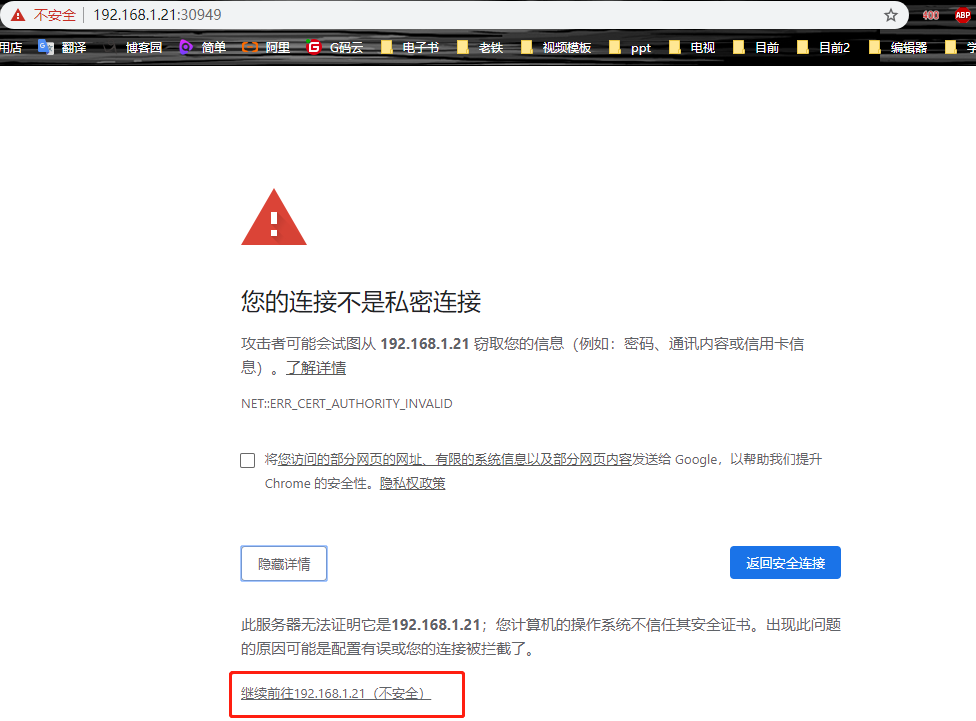 不安全 192.168.1.21:30949 ABP
用店 翻译 博客园 简单 阿里 G码云 电子书 老铁 视频模板 ppt 电视 目前 目前2 编辑器 学
您的连接不是私密连接
攻击者可能会试图从 192.168.1.21 窃取您的信息（例如：密码、通讯内容或信用卡信
息）。了解详情
NET::ERR_CERT_AUTHORITY_INVALID
将您访问的部分网页的网址、有限的系统信息以及部分网页内容发送给 Google，以帮助我们提升
Chrome 的安全性。隐私权政策
隐藏详情 返回安全连接
此服务器无法证明它是192.168.1.21；您计算机的操作系统不信任其安全证书。出现此问题
的原因可能是配置有误或您的连接被拦截了。
继续前往192.168.1.21（不安全）